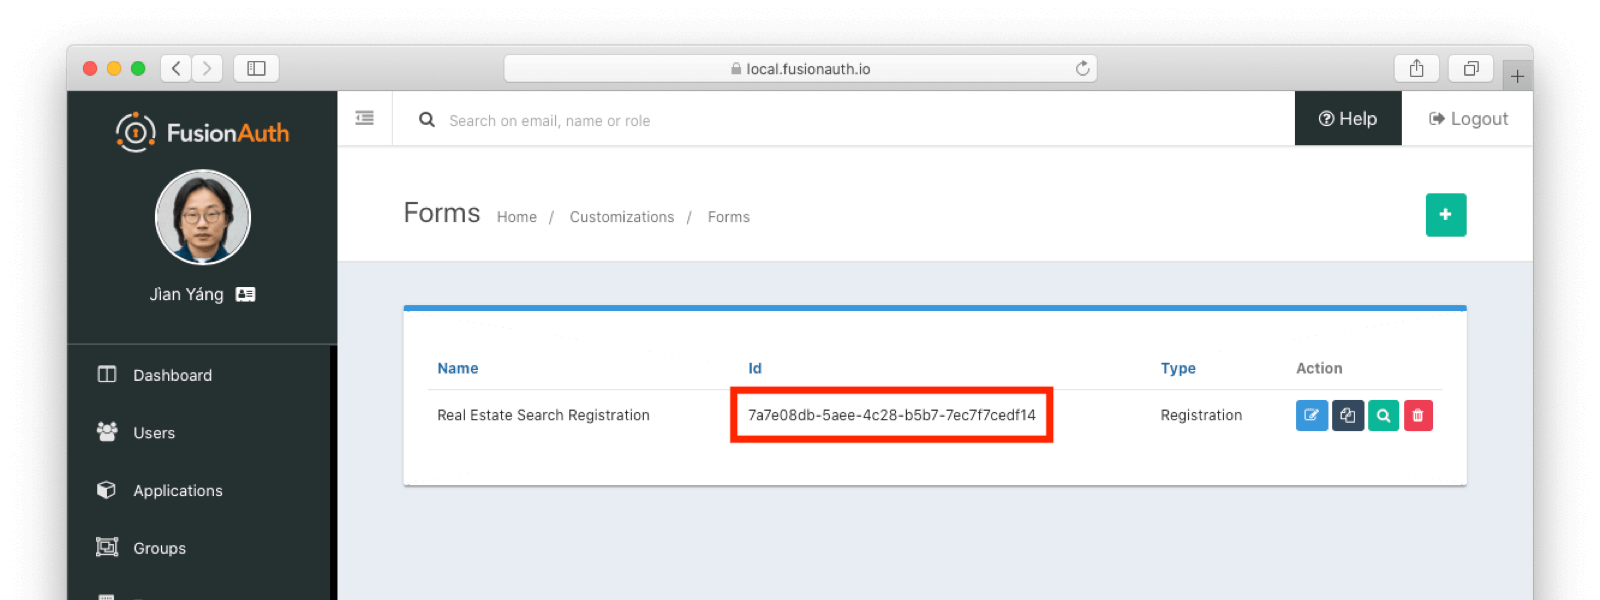 local.fusionauth.io
FusionAuth
Search on email, name or role
Help
Logout
Jìan Yáng
Forms
Home / Customizations / Forms
Dashboard
Users
Applications
Groups
Name Id Type Action
Real Estate Search Registration 7a7e08db-5aee-4c28-b5b7-7ec7f7cedf14 Registration